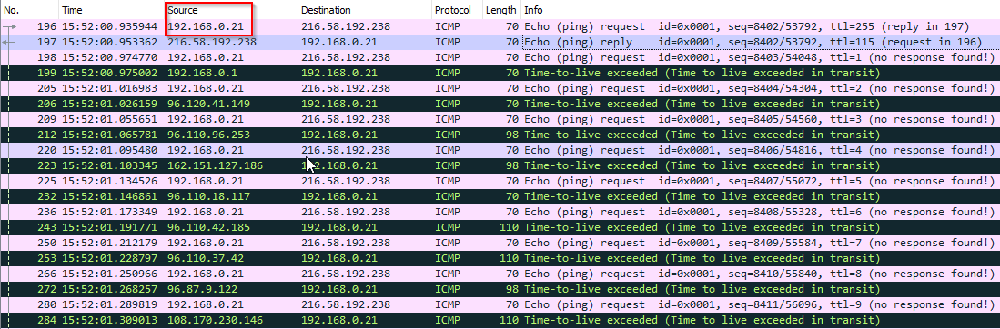 No. Time Source Destination Protocol Length Info
196 15:52:00.935944 192.168.0.21 216.58.192.238 ICMP 70 Echo (ping) request id=0x0001, seq=8402/53792, ttl=255 (reply in 197)
197 15:52:00.953362 216.58.192.238 192.168.0.21 ICMP 70 Echo (ping) reply id=0x0001, seq=8402/53792, ttl=115 (request in 196)
198 15:52:00.974770 192.168.0.21 216.58.192.238 ICMP 70 Echo (ping) request id=0x0001, seq=8403/54048, ttl=1 (no response found!)
199 15:52:00.975002 192.168.0.1 192.168.0.21 ICMP 70 Time-to-live exceeded (Time to live exceeded in transit)
205 15:52:01.016983 192.168.0.21 216.58.192.238 ICMP 70 Echo (ping) request id=0x0001, seq=8404/54304, ttl=2 (no response found!)
206 15:52:01.026159 96.120.41.149 192.168.0.21 ICMP 70 Time-to-live exceeded (Time to live exceeded in transit)
209 15:52:01.055651 192.168.0.21 216.58.192.238 ICMP 70 Echo (ping) request id=0x0001, seq=8405/54560, ttl=3 (no response found!)
212 15:52:01.065781 96.110.96.253 192.168.0.21 ICMP 98 Time-to-live exceeded (Time to live exceeded in transit)
220 15:52:01.095480 192.168.0.21 216.58.192.238 ICMP 70 Echo (ping) request id=0x0001, seq=8406/54816, ttl=4 (no response found!)
223 15:52:01.103345 162.151.127.186 192.168.0.21 ICMP 98 Time-to-live exceeded (Time to live exceeded in transit)
225 15:52:01.134526 192.168.0.21 216.58.192.238 ICMP 70 Echo (ping) request id=0x0001, seq=8407/55072, ttl=5 (no response found!)
232 15:52:01.146861 96.110.18.117 192.168.0.21 ICMP 70 Time-to-live exceeded (Time to live exceeded in transit)
236 15:52:01.173349 192.168.0.21 216.58.192.238 ICMP 70 Echo (ping) request id=0x0001, seq=8408/55328, ttl=6 (no response found!)
243 15:52:01.191771 96.110.42.185 192.168.0.21 ICMP 110 Time-to-live exceeded (Time to live exceeded in transit)
250 15:52:01.212179 192.168.0.21 216.58.192.238 ICMP 70 Echo (ping) request id=0x0001, seq=8409/55584, ttl=7 (no response found!)
253 15:52:01.228797 96.110.37.42 192.168.0.21 ICMP 110 Time-to-live exceeded (Time to live exceeded in transit)
266 15:52:01.250966 192.168.0.21 216.58.192.238 ICMP 70 Echo (ping) request id=0x0001, seq=8410/55840, ttl=8 (no response found!)
272 15:52:01.268257 96.87.9.122 192.168.0.21 ICMP 98 Time-to-live exceeded (Time to live exceeded in transit)
280 15:52:01.289819 192.168.0.21 216.58.192.238 ICMP 70 Echo (ping) request id=0x0001, seq=8411/56096, ttl=9 (no response found!)
284 15:52:01.309013 108.170.230.146 192.168.0.21 ICMP 110 Time-to-live exceeded (Time to live exceeded in transit)